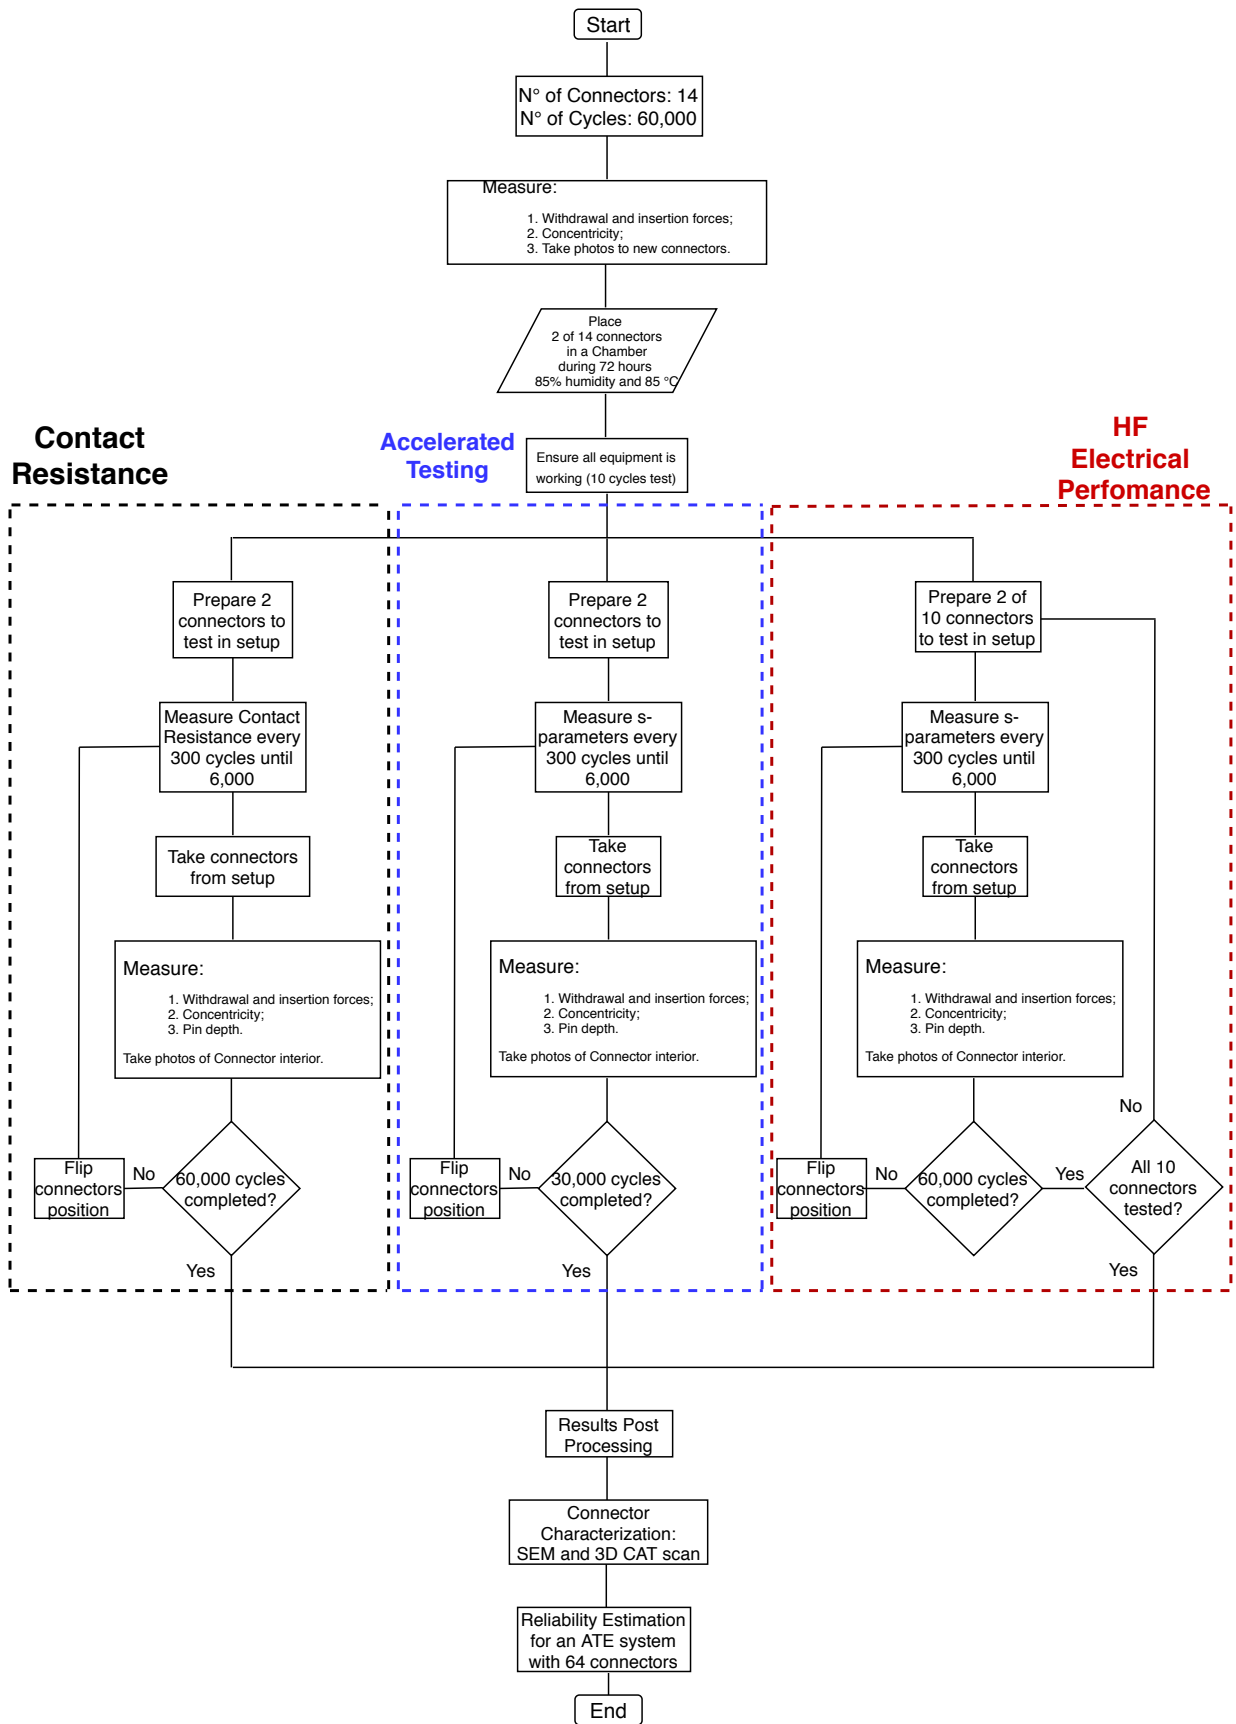 Start
N° of Connectors: 14
N° of Cycles: 60,000
Measure:
1. Withdrawal and insertion forces;
2. Concentricity;
3. Take photos to new connectors.
Place
2 of 14 connectors
in a Chamber
during 72 hours
85% humidity and 85 °C
Ensure all equipment is
working (10 cycles test)
Contact
Resistance
Prepare 2
connectors to
test in setup
Measure Contact
Resistance every
300 cycles until
6,000
Take connectors
from setup
Measure:
1. Withdrawal and insertion forces;
2. Concentricity;
3. Pin depth.
Take photos of Connector interior.
60,000 cycles
completed?
No
Flip
connectors
position
Yes
Accelerated
Testing
Prepare 2
connectors to
test in setup
Measure s-
parameters every
300 cycles until
6,000
Take
connectors
from setup
Measure:
1. Withdrawal and insertion forces;
2. Concentricity;
3. Pin depth.
Take photos of Connector interior.
30,000 cycles
completed?
No
Flip
connectors
position
Yes
HF
Electrical
Perfomance
Prepare 2 of
10 connectors
to test in setup
Measure s-
parameters every
300 cycles until
6,000
Take
connectors
from setup
Measure:
1. Withdrawal and insertion forces;
2. Concentricity;
3. Pin depth.
Take photos of Connector interior.
60,000 cycles
completed?
No
Flip
connectors
position
Yes
All 10
connectors
tested?
No
Yes
Results Post
Processing
Connector
Characterization:
SEM and 3D CAT scan
Reliability Estimation
for an ATE system
with 64 connectors
End